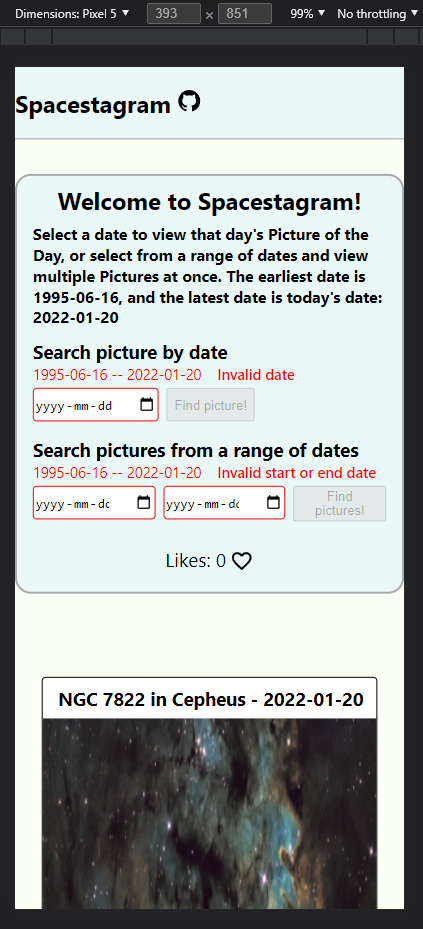 Dimensions: Pixel 5 ▼ 393 × 851 99% ▼ No throttling ▼
Spacestagram
Welcome to Spacestagram!
Select a date to view that day's Picture of the
Day, or select from a range of dates and view
multiple Pictures at once. The earliest date is
1995-06-16, and the latest date is today's date:
2022-01-20
Search picture by date
1995-06-16 -- 2022-01-20 Invalid date
yyyy-mm-dd Find picture!
Search pictures from a range of dates
1995-06-16 -- 2022-01-20 Invalid start or end date
yyyy-mm-dc yyyy-mm-dc Find
pictures!
Likes: 0
NGC 7822 in Cepheus - 2022-01-20